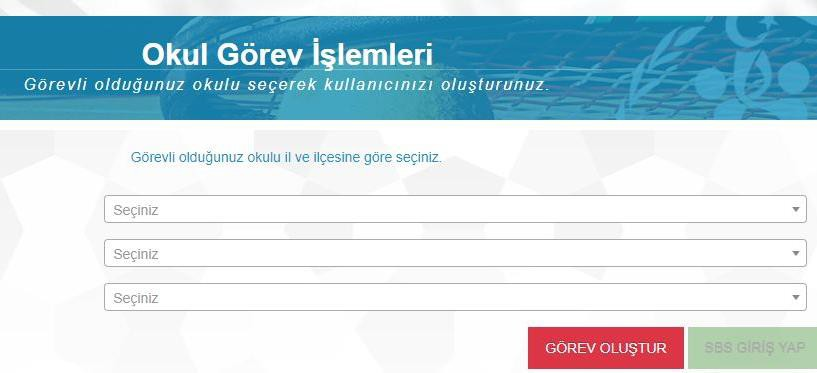 Okul Görev İşlemleri
Görevli olduğunuz okulu seçerek kullanıcınızı oluşturunuz.
Görevli olduğunuz okulu il ve ilçesine göre seçiniz.
Seçiniz
Seçiniz
Seçiniz
GÖREV OLUŞTUR SBS GİRİŞ YAP